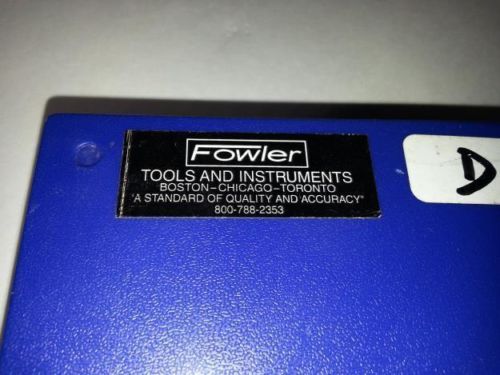 Fowler
TOOLS AND INSTRUMENTS
BOSTON-CHICAGO-TORONTO
"A STANDARD OF QUALITY AND ACCURACY"
800-788-2353
D